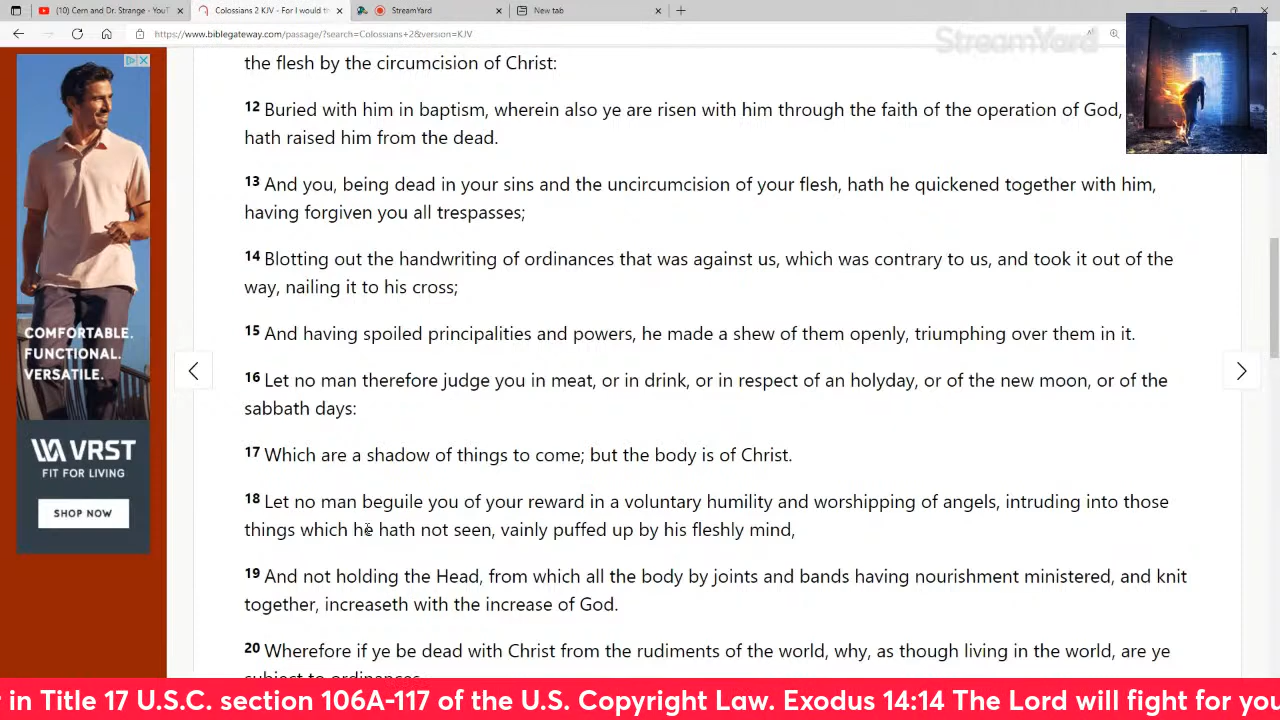 (10) Cern and Dr. Strange - YouT
Colossians 2 KJV - For I would th
StreamYard
New tab
https://www.biblegateway.com/passage/?search=Colossians+2&version=KJV
StreamYard
the flesh by the circumcision of Christ:
12 Buried with him in baptism, wherein also ye are risen with him through the faith of the operation of God,
hath raised him from the dead.
13 And you, being dead in your sins and the uncircumcision of your flesh, hath he quickened together with him,
having forgiven you all trespasses;
14 Blotting out the handwriting of ordinances that was against us, which was contrary to us, and took it out of the
way, nailing it to his cross;
15 And having spoiled principalities and powers, he made a shew of them openly, triumphing over them in it.
16 Let no man therefore judge you in meat, or in drink, or in respect of an holyday, or of the new moon, or of the
sabbath days:
17 Which are a shadow of things to come; but the body is of Christ.
18 Let no man beguile you of your reward in a voluntary humility and worshipping of angels, intruding into those
things which he hath not seen, vainly puffed up by his fleshly mind,
19 And not holding the Head, from which all the body by joints and bands having nourishment ministered, and knit
together, increaseth with the increase of God.
20 Wherefore if ye be dead with Christ from the rudiments of the world, why, as though living in the world, are ye
subject to ordinances
COMFORTABLE.
FUNCTIONAL.
VERSATILE.
VRST
FIT FOR LIVING
SHOP NOW
r in Title 17 U.S.C. section 106A-117 of the U.S. Copyright Law. Exodus 14:14 The Lord will fight for you